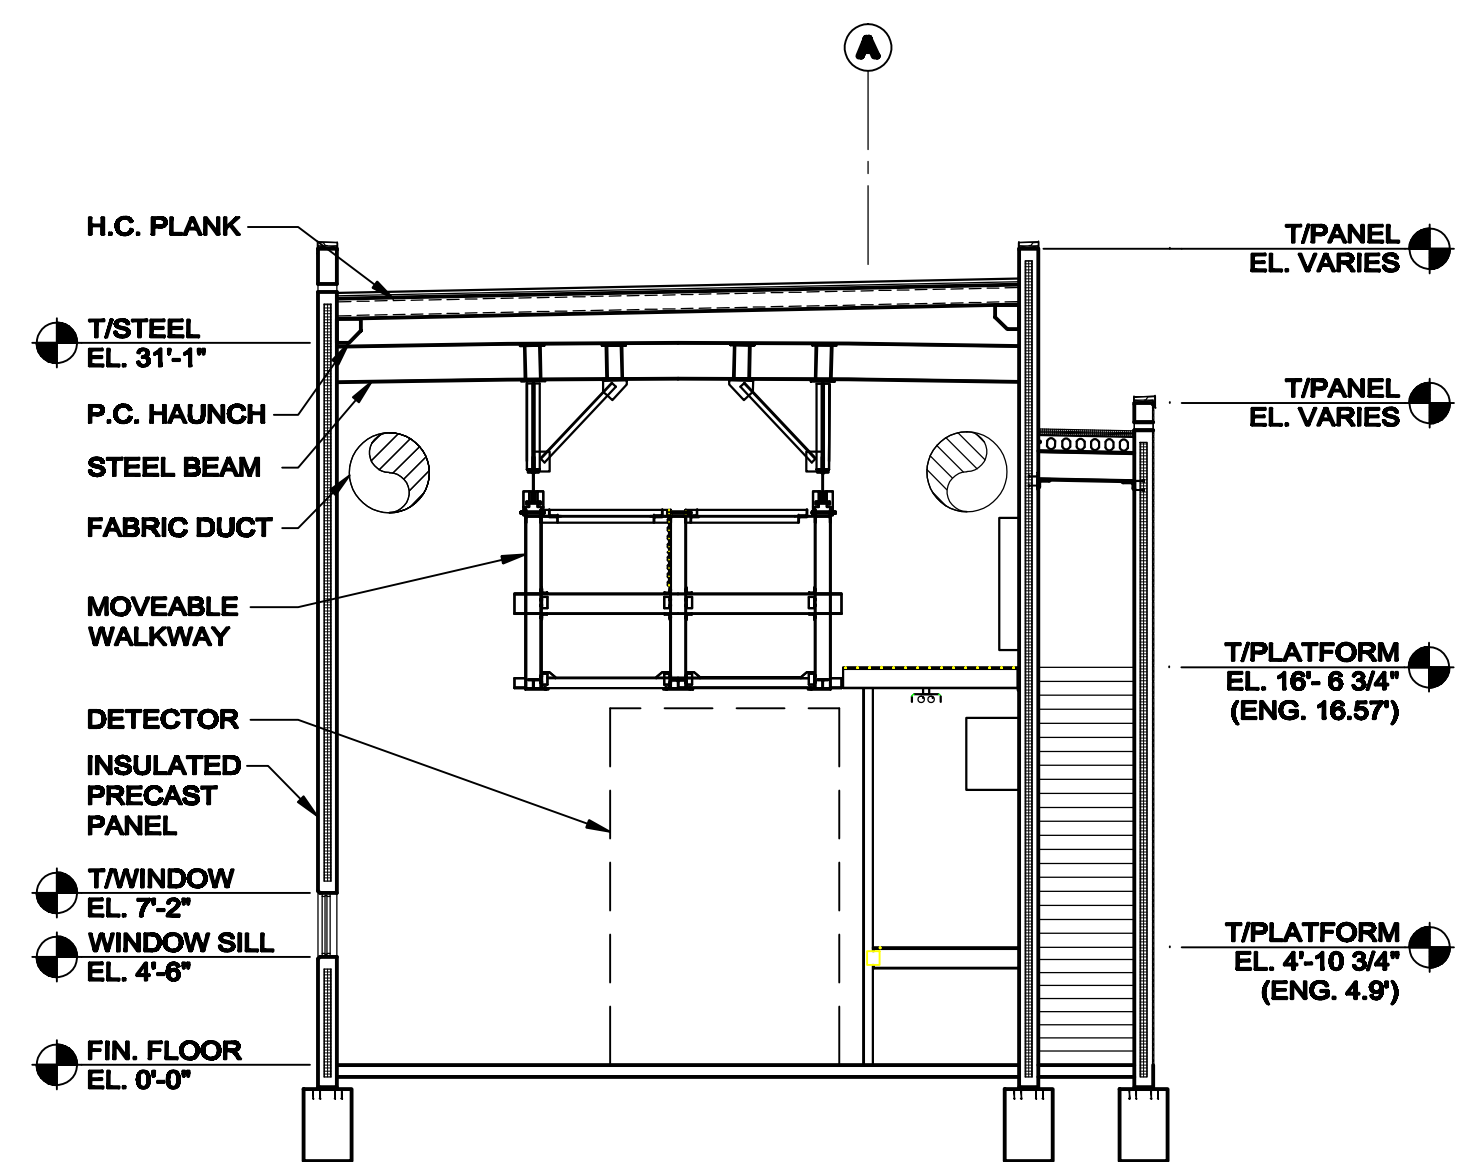 A
H.C. PLANK
T/STEEL
EL. 31'-1"
P.C. HAUNCH
STEEL BEAM
FABRIC DUCT
MOVEABLE
WALKWAY
DETECTOR
INSULATED
PRECAST
PANEL
T/WINDOW
EL. 7'-2"
WINDOW SILL
EL. 4'-6"
FIN. FLOOR
EL. 0'-0"
T/PANEL
EL. VARIES
T/PANEL
EL. VARIES
T/PLATFORM
EL. 16'- 6 3/4"
(ENG. 16.57')
T/PLATFORM
EL. 4'-10 3/4"
(ENG. 4.9')